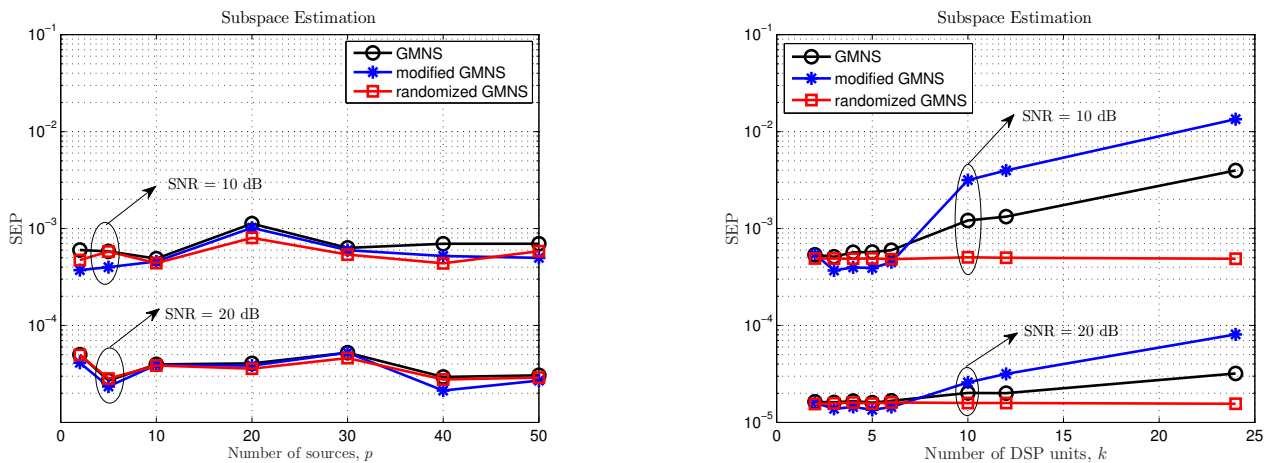 Subspace Estimation
10⁻¹
10⁻²
10⁻³
10⁻⁴
SEP
GMNS
modified GMNS
randomized GMNS
SNR = 10 dB
SNR = 20 dB
0 10 20 30 40 50
Number of sources, p
Subspace Estimation
10⁻¹
10⁻²
10⁻³
10⁻⁴
10⁻⁵
SEP
GMNS
modified GMNS
randomized GMNS
SNR = 10 dB
SNR = 20 dB
0 5 10 15 20 25
Number of DSP units, k